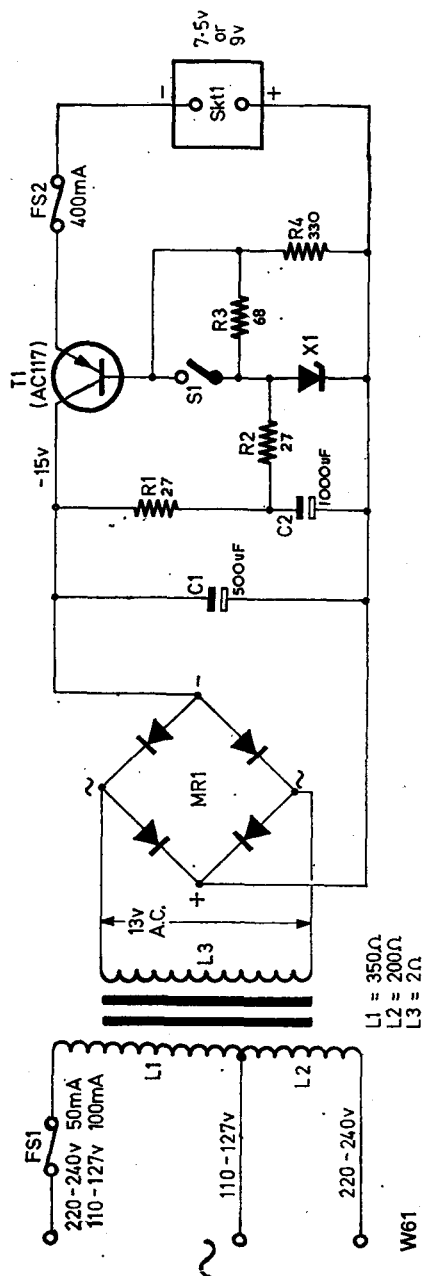 FS1
220-240v 50mA
110-127v 100mA
L1
110-127v
L2
220-240v
~
W61
L1 = 350Ω
L2 = 200Ω
L3 = 2Ω
L3
13v
A.C.
~
+
MR1
-
~
-15v
C1
500uF
R1
27
C2
1000uF
R2
27
T1
(AC117)
S1
R3
68
X1
R4
330
FS2
400mA
-
Skt1
+
7·5v
or
9v